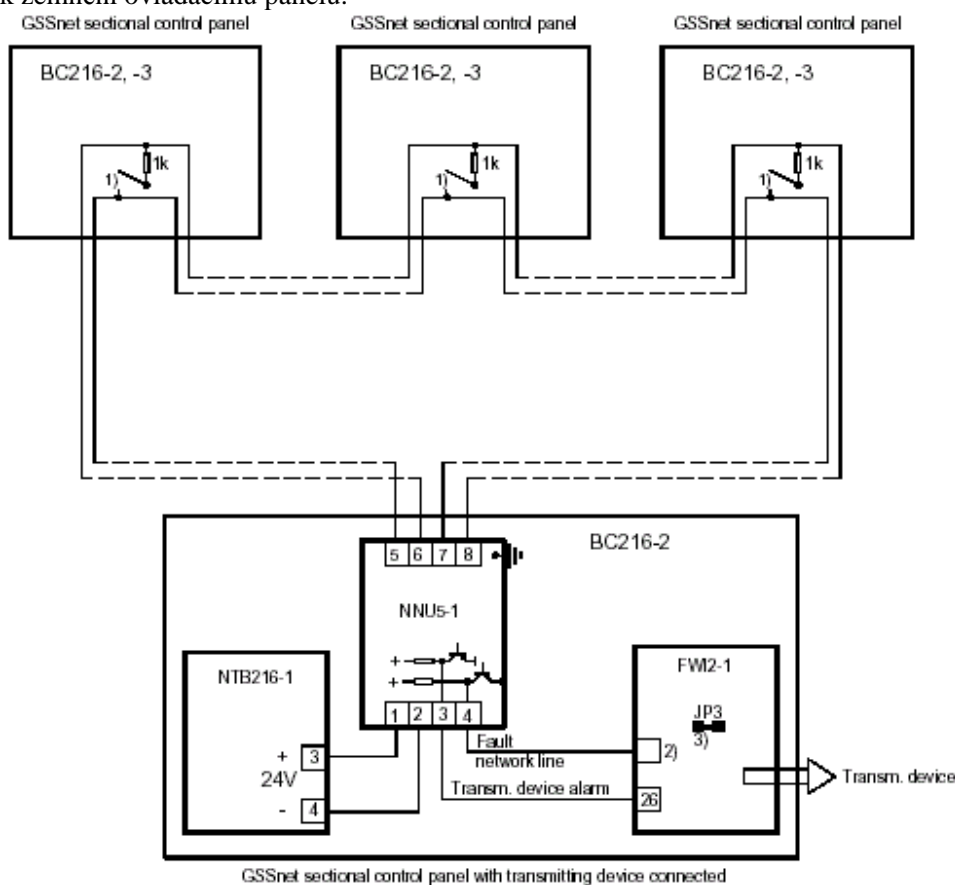 k zemnění ovládacímu panelu.
GSSnet sectional control panel
GSSnet sectional control panel
GSSnet sectional control panel
BC216-2, -3
BC216-2, -3
BC216-2, -3
1k
1k
1k
1)
1)
1)
BC216-2
5 6 7 8
NNU5-1
NTB216-1
FWI2-1
+
+
JP3
3)
1 2 3 4
Fault
network line
2)
+ 3
24V
- 4
Transm. device alarm
26
Transm. device
GSSnet sectional control panel with transmitting device connected